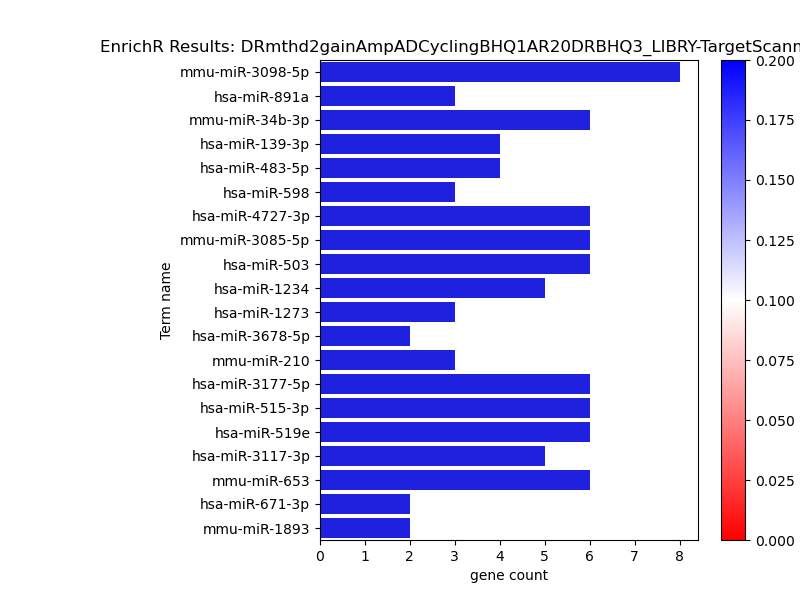 EnrichR Results: DRmthd2gainAmpADCyclingBHQ1AR20DRBHQ3_LIBRY-TargetScann
mmu-miR-3098-5p
hsa-miR-891a
mmu-miR-34b-3p
hsa-miR-139-3p
hsa-miR-483-5p
hsa-miR-598
hsa-miR-4727-3p
mmu-miR-3085-5p
hsa-miR-503
hsa-miR-1234
hsa-miR-1273
hsa-miR-3678-5p
mmu-miR-210
hsa-miR-3177-5p
hsa-miR-515-3p
hsa-miR-519e
hsa-miR-3117-3p
mmu-miR-653
hsa-miR-671-3p
mmu-miR-1893
Term name
0 1 2 3 4 5 6 7 8
gene count
0.200
0.175
0.150
0.125
0.100
0.075
0.050
0.025
0.000